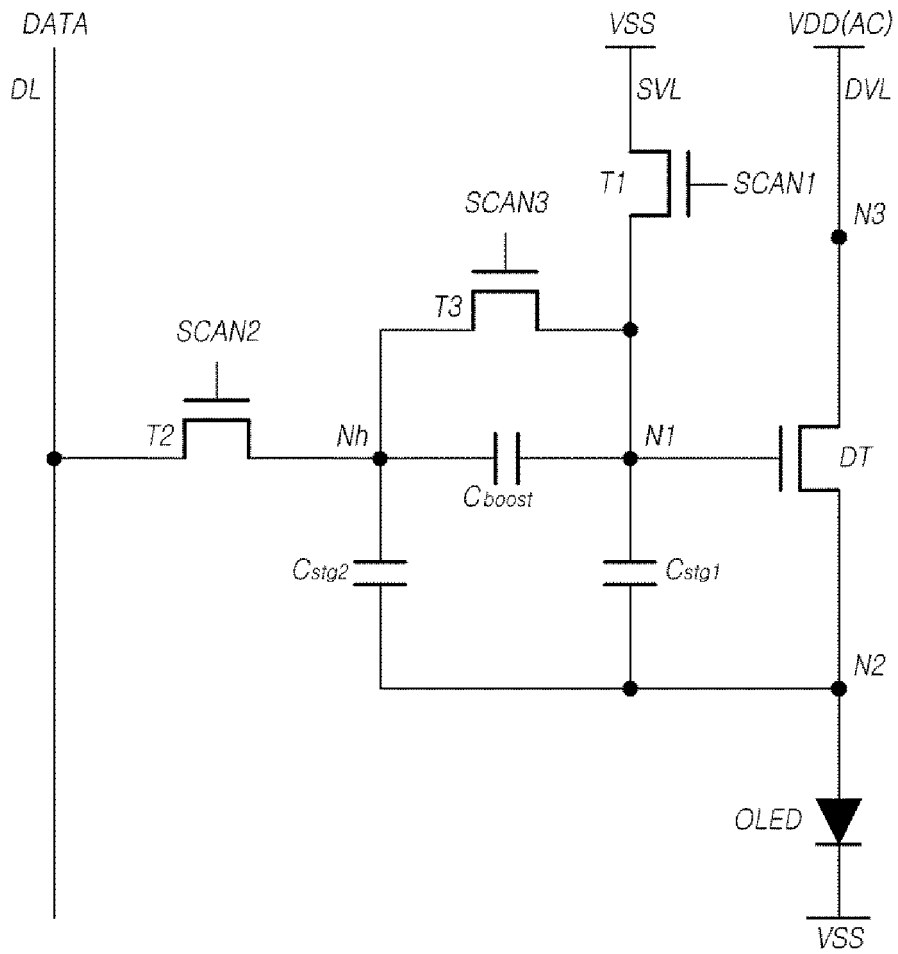 DATA
VSS
VDD(AC)
DL
SVL
DVL
T1
SCAN1
SCAN3
N3
T3
SCAN2
T2
Nh
N1
DT
Cboost
Cstg2
Cstg1
N2
OLED
VSS